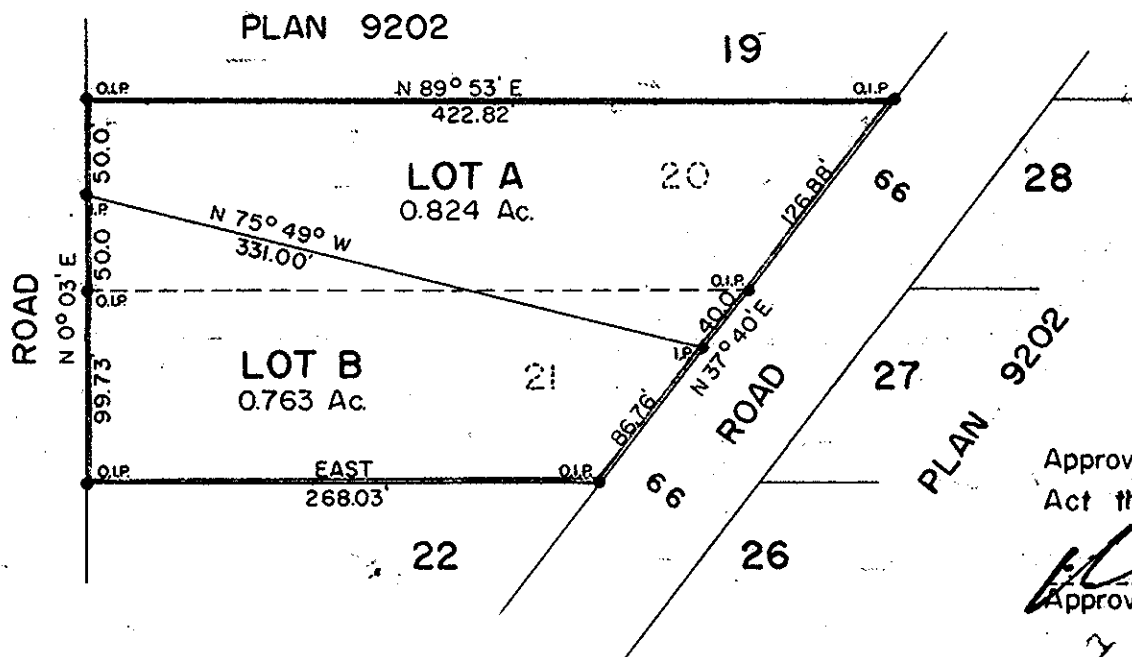 PLAN 9202
19
O.I.P.
N 89° 53' E
O.I.P
422.82'
50.0'
LOT A
0.824 Ac.
20
126.88'
66
28
I.P.
N 75° 49° W
331.00'
50.0'
O.I.P.
O.I.P.
40.0
ROAD
N 0° 03' E
I.P.
N 37° 40' E
LOT B
0.763 Ac.
21
99.73'
86.76'
ROAD
27
PLAN 9202
O.I.P.
EAST
O.I.P.
268.03'
66
22
26
Approv
Act th
Approv